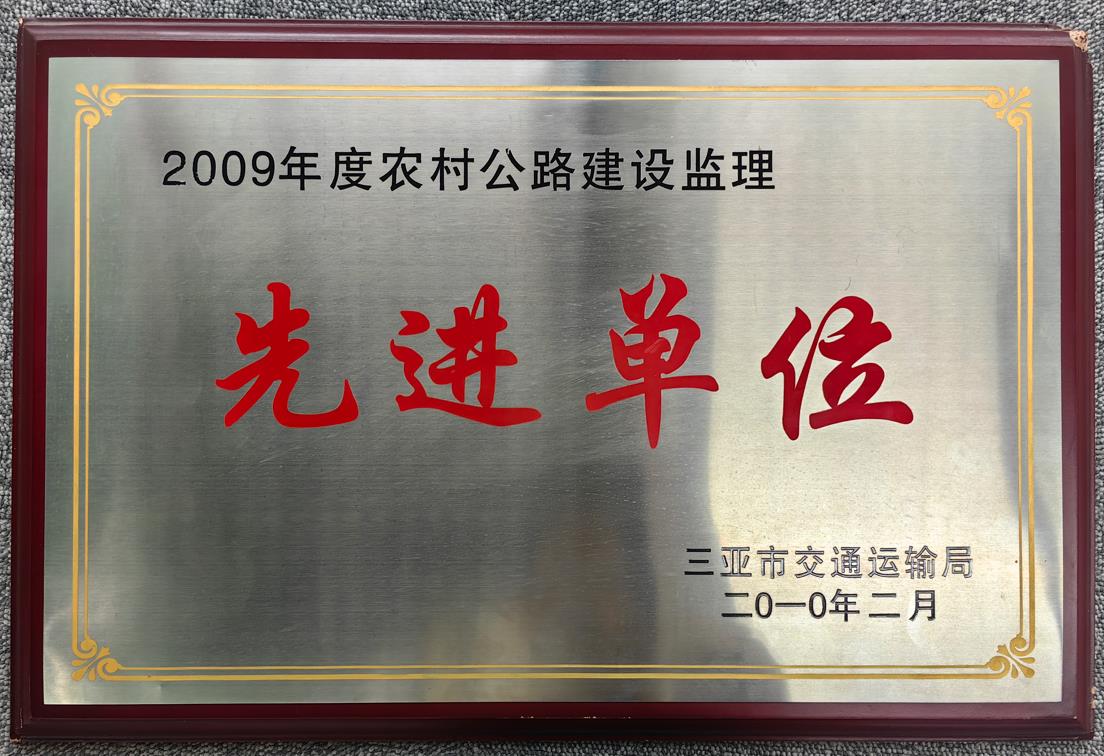 2009年度农村公路建设监理
先进单位
三亚市交通运输局
二0一0年二月